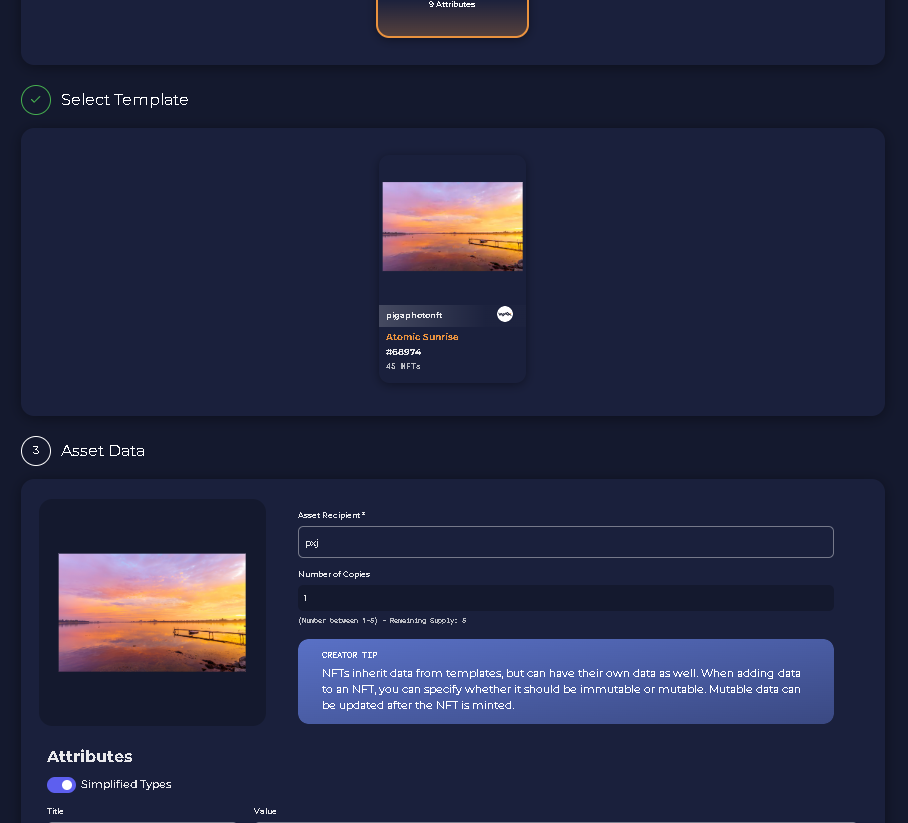 9 Attributes
Select Template
pigaphotonft
Atomic Sunrise
#68974
45 NFTs
3
Asset Data
Asset Recipient*
pxj
Number of Copies
1
(Number between 1-5) - Remaining Supply: 5
CREATOR TIP
NFTs inherit data from templates, but can have their own data as well. When adding data
to an NFT, you can specify whether it should be immutable or mutable. Mutable data can
be updated after the NFT is minted.
Attributes
Simplified Types
Title
Value